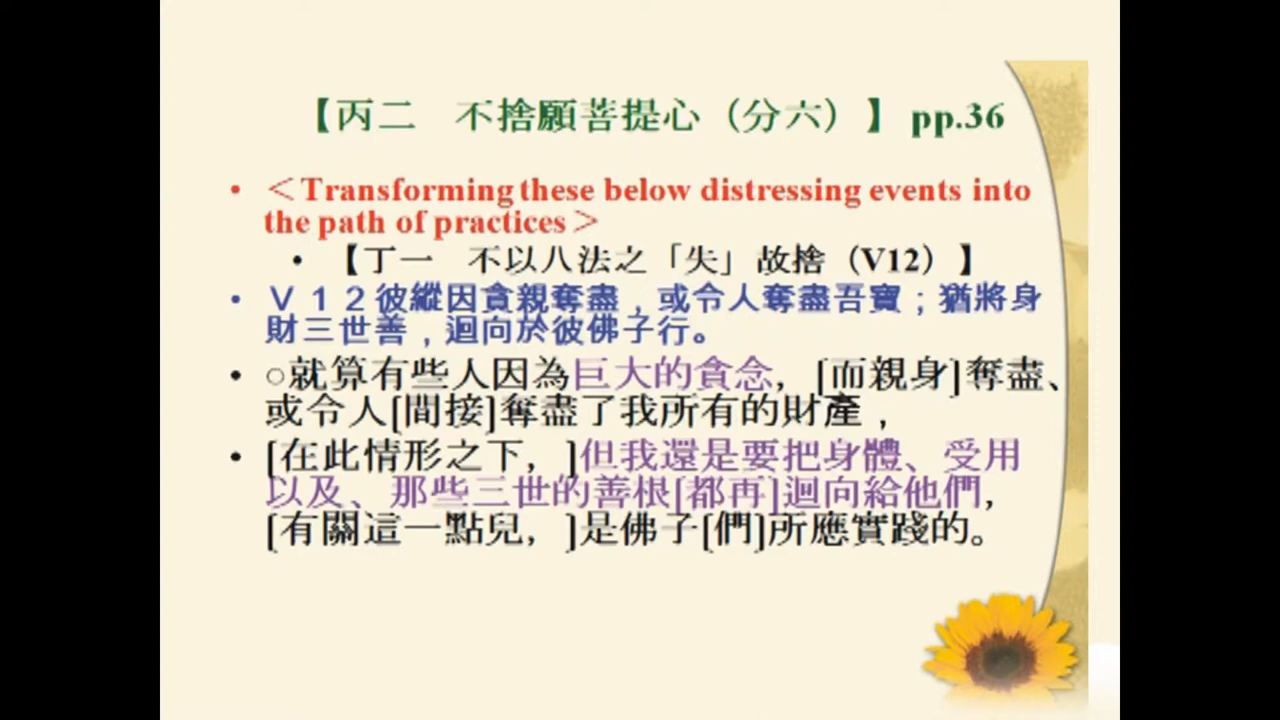 【丙二　不捨願菩提心（分六）】 pp.36
• ＜Transforming these below distressing events into
the path of practices＞
• 【丁一　不以八法之「失」故捨（V12）】
• Ｖ１２彼縱因貪親奪盡，或令人奪盡吾寶；猶將身
財三世善，迴向於彼佛子行。
• ○就算有些人因為巨大的貪念，[而親身]奪盡、
或令人[間接]奪盡了我所有的財產，
• [在此情形之下，]但我還是要把身體、受用
以及、那些三世的善根[都再]迴向給他們，
[有關這一點兒，]是佛子[們]所應實踐的。